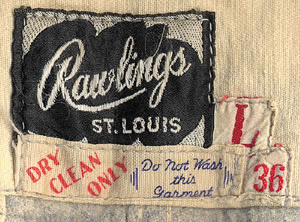 Rawlings
ST. LOUIS
L
DRY
CLEAN
ONLY
Do Not Wash
this
Garment
36